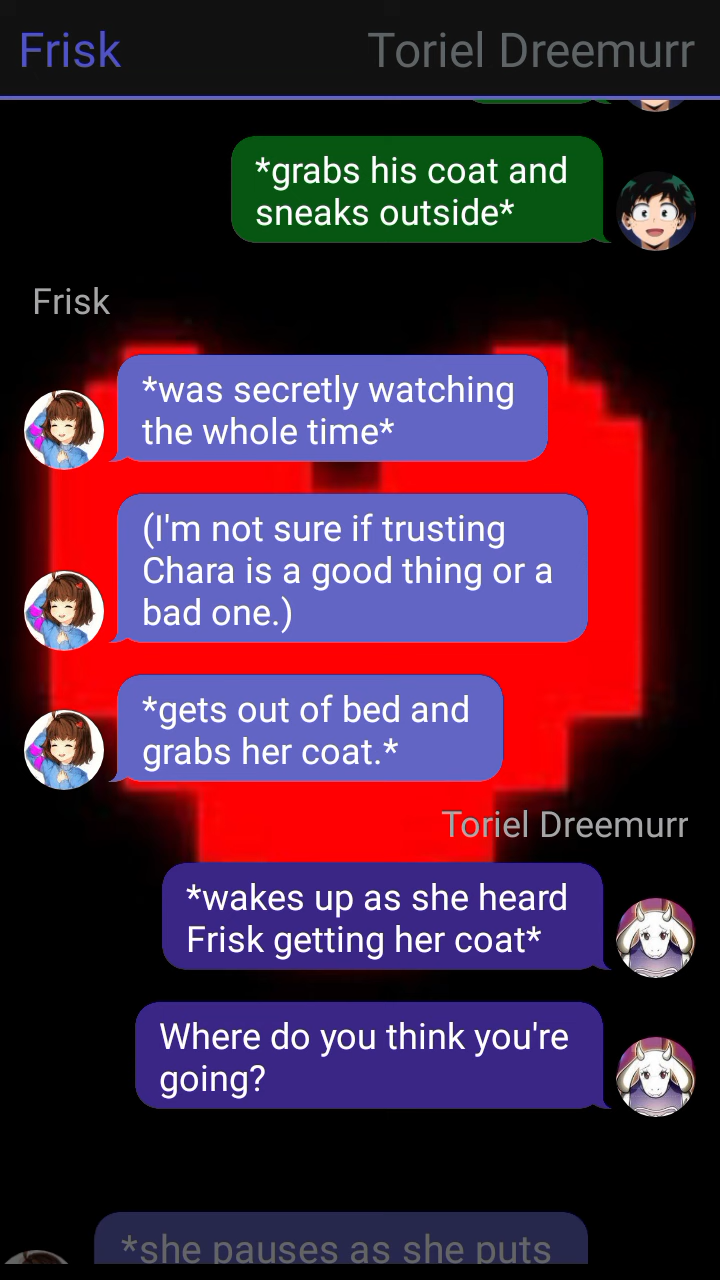 Frisk
Toriel Dreemurr
*grabs his coat and
sneaks outside*
Frisk
*was secretly watching
the whole time*
(I'm not sure if trusting
Chara is a good thing or a
bad one.)
*gets out of bed and
grabs her coat.*
Toriel Dreemurr
*wakes up as she heard
Frisk getting her coat*
Where do you think you're
going?
*she pauses as she puts